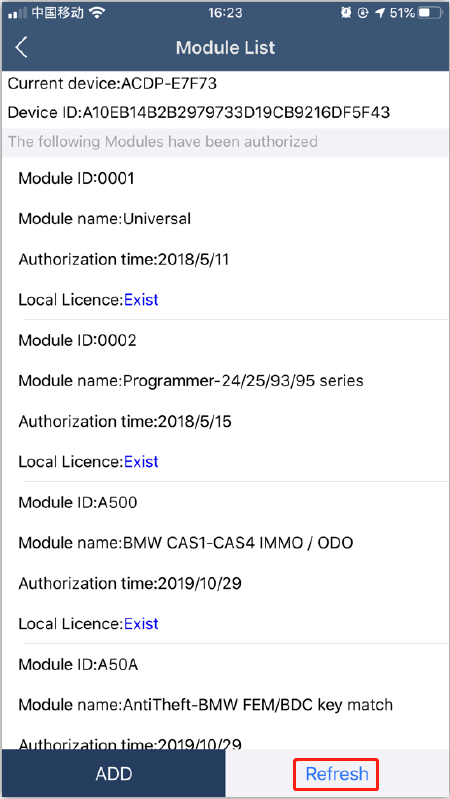 中国移动 16:23 51%
Module List
Current device:ACDP-E7F73
Device ID:A10EB14B2B2979733D19CB9216DF5F43
The following Modules have been authorized
Module ID:0001
Module name:Universal
Authorization time:2018/5/11
Local Licence:Exist
Module ID:0002
Module name:Programmer-24/25/93/95 series
Authorization time:2018/5/15
Local Licence:Exist
Module ID:A500
Module name:BMW CAS1-CAS4 IMMO / ODO
Authorization time:2019/10/29
Local Licence:Exist
Module ID:A50A
Module name:AntiTheft-BMW FEM/BDC key match
Authorization time:2019/10/29
ADD Refresh